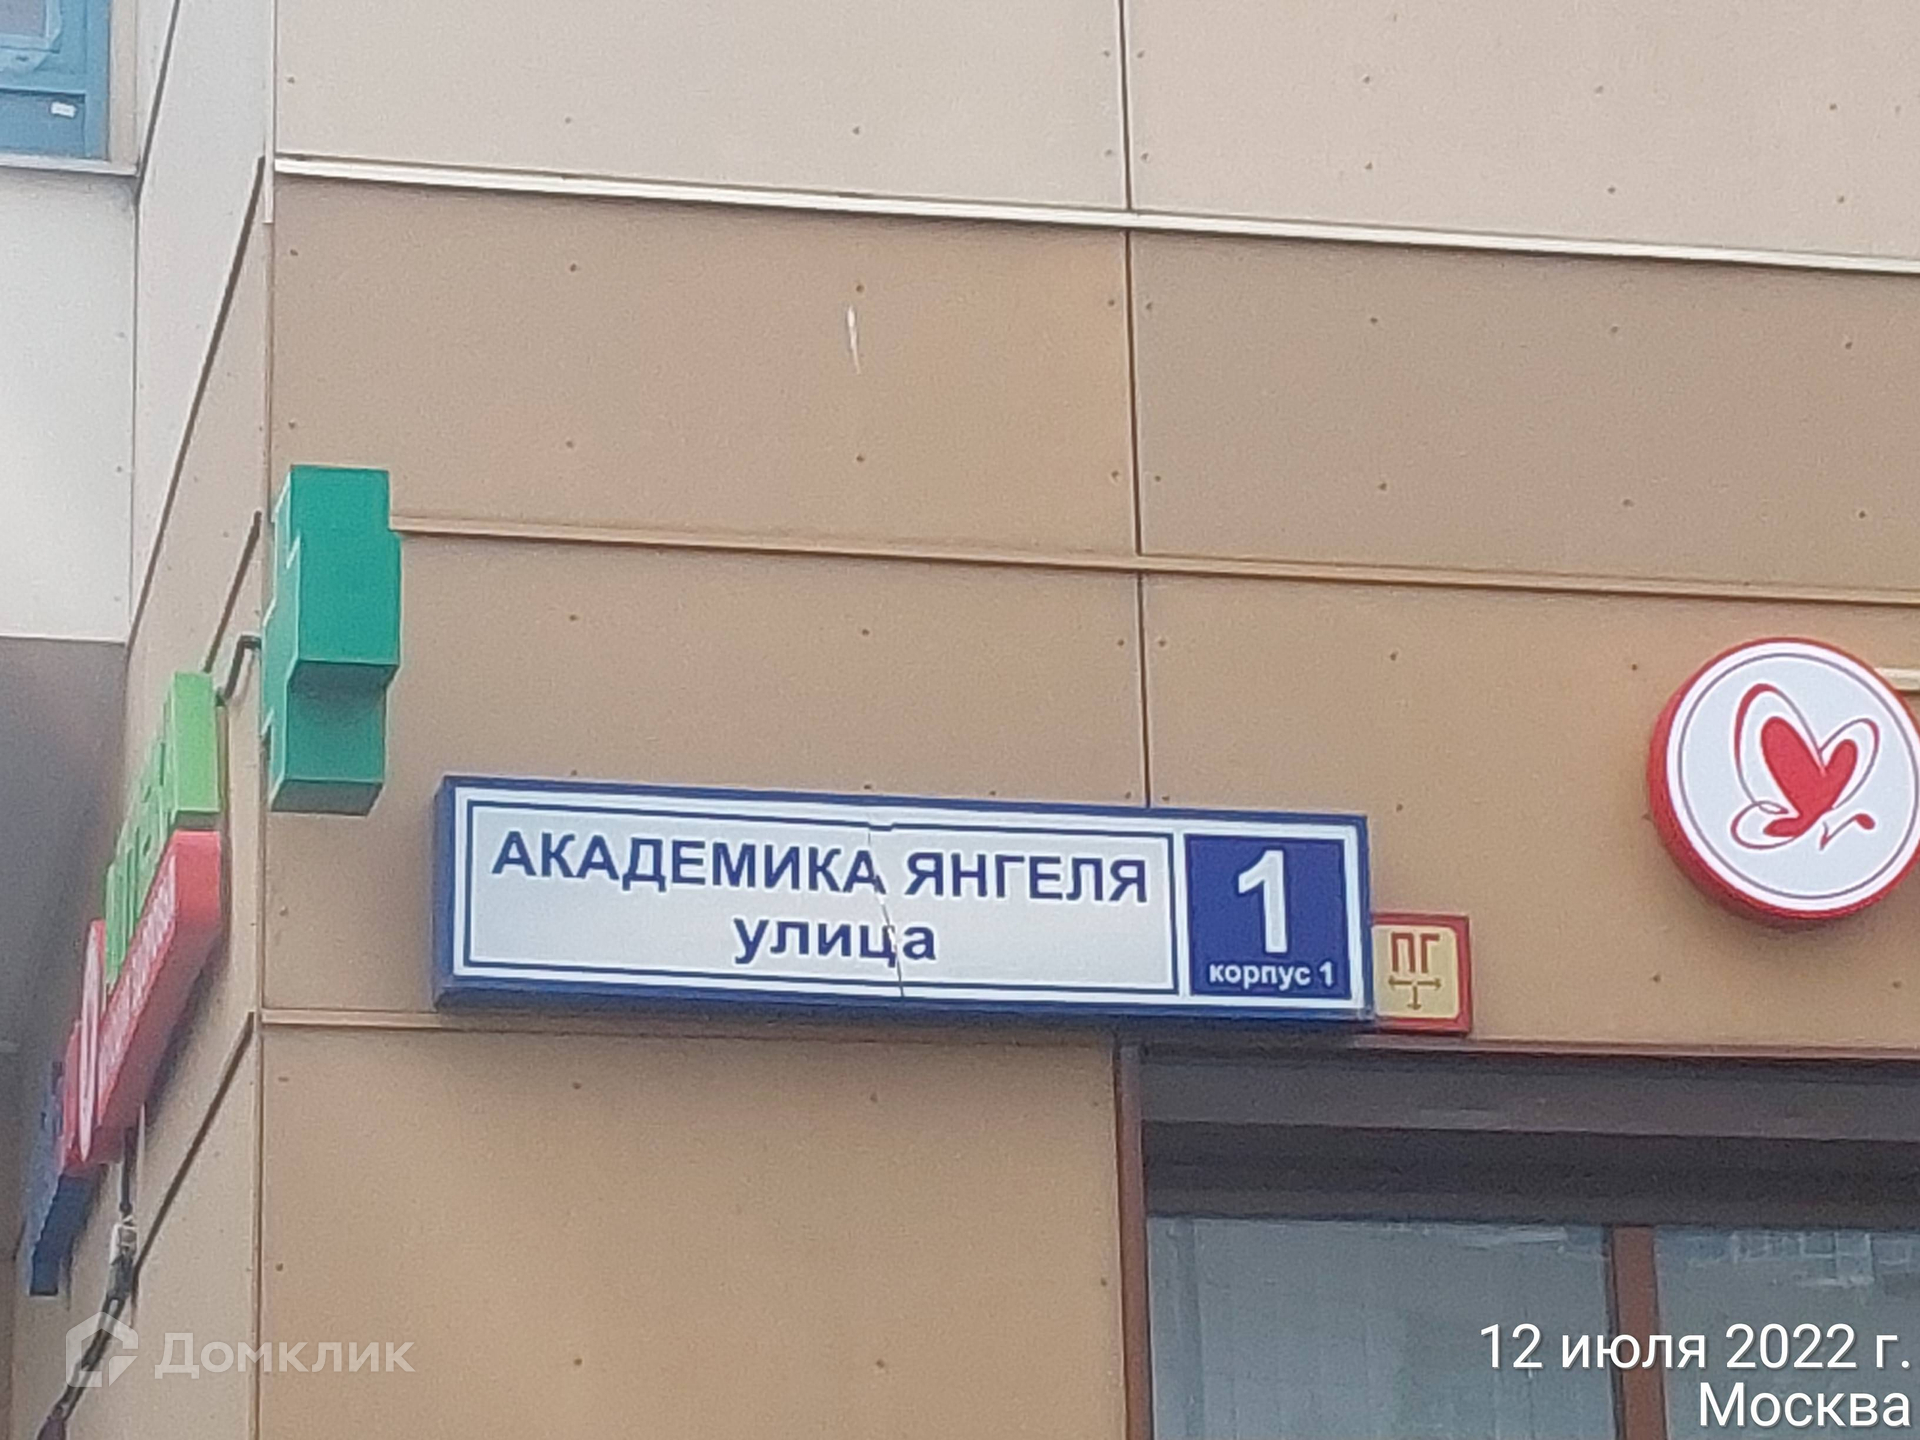 АКАДЕМИКА ЯНГЕЛЯ
улица
1
корпус 1
ПГ
Домклик
12 июля 2022 г.
Москва